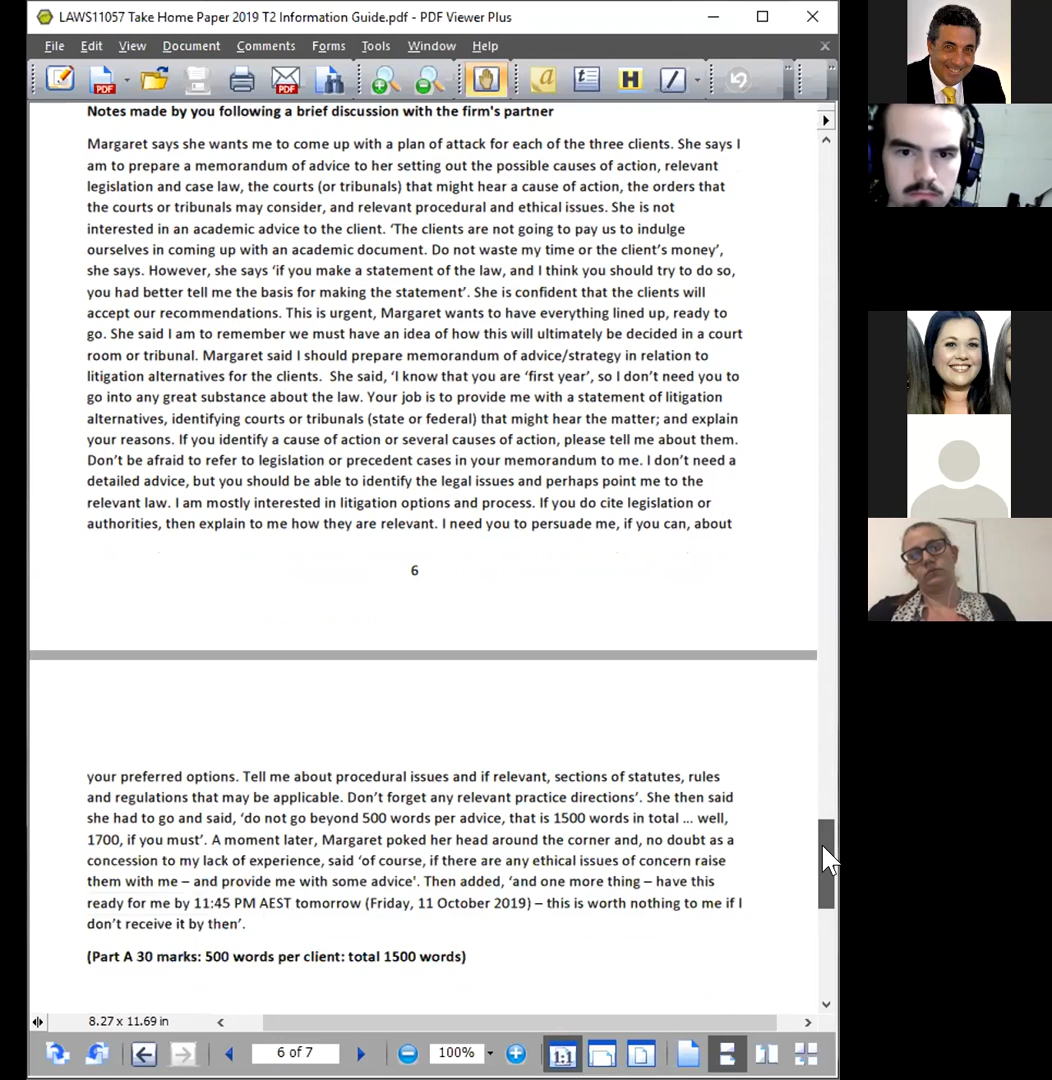 LAWS11057 Take Home Paper 2019 T2 Information Guide.pdf - PDF Viewer Plus
File Edit View Document Comments Forms Tools Window Help
Notes made by you following a brief discussion with the firm's partner
Margaret says she wants me to come up with a plan of attack for each of the three clients. She says I
am to prepare a memorandum of advice to her setting out the possible causes of action, relevant
legislation and case law, the courts (or tribunals) that might hear a cause of action, the orders that
the courts or tribunals may consider, and relevant procedural and ethical issues. She is not
interested in an academic advice to the client. 'The clients are not going to pay us to indulge
ourselves in coming up with an academic document. Do not waste my time or the client's money',
she says. However, she says 'if you make a statement of the law, and I think you should try to do so,
you had better tell me the basis for making the statement'. She is confident that the clients will
accept our recommendations. This is urgent, Margaret wants to have everything lined up, ready to
go. She said I am to remember we must have an idea of how this will ultimately be decided in a court
room or tribunal. Margaret said I should prepare memorandum of advice/strategy in relation to
litigation alternatives for the clients.  She said, 'I know that you are 'first year', so I don't need you to
go into any great substance about the law. Your job is to provide me with a statement of litigation
alternatives, identifying courts or tribunals (state or federal) that might hear the matter; and explain
your reasons. If you identify a cause of action or several causes of action, please tell me about them.
Don't be afraid to refer to legislation or precedent cases in your memorandum to me. I don't need a
detailed advice, but you should be able to identify the legal issues and perhaps point me to the
relevant law. I am mostly interested in litigation options and process. If you do cite legislation or
authorities, then explain to me how they are relevant. I need you to persuade me, if you can, about
6
your preferred options. Tell me about procedural issues and if relevant, sections of statutes, rules
and regulations that may be applicable. Don't forget any relevant practice directions'. She then said
she had to go and said, 'do not go beyond 500 words per advice, that is 1500 words in total ... well,
1700, if you must'. A moment later, Margaret poked her head around the corner and, no doubt as a
concession to my lack of experience, said 'of course, if there are any ethical issues of concern raise
them with me – and provide me with some advice'. Then added, 'and one more thing – have this
ready for me by 11:45 PM AEST tomorrow (Friday, 11 October 2019) – this is worth nothing to me if I
don't receive it by then'.
(Part A 30 marks: 500 words per client: total 1500 words)
8.27 x 11.69 in
6 of 7 100% 1:1